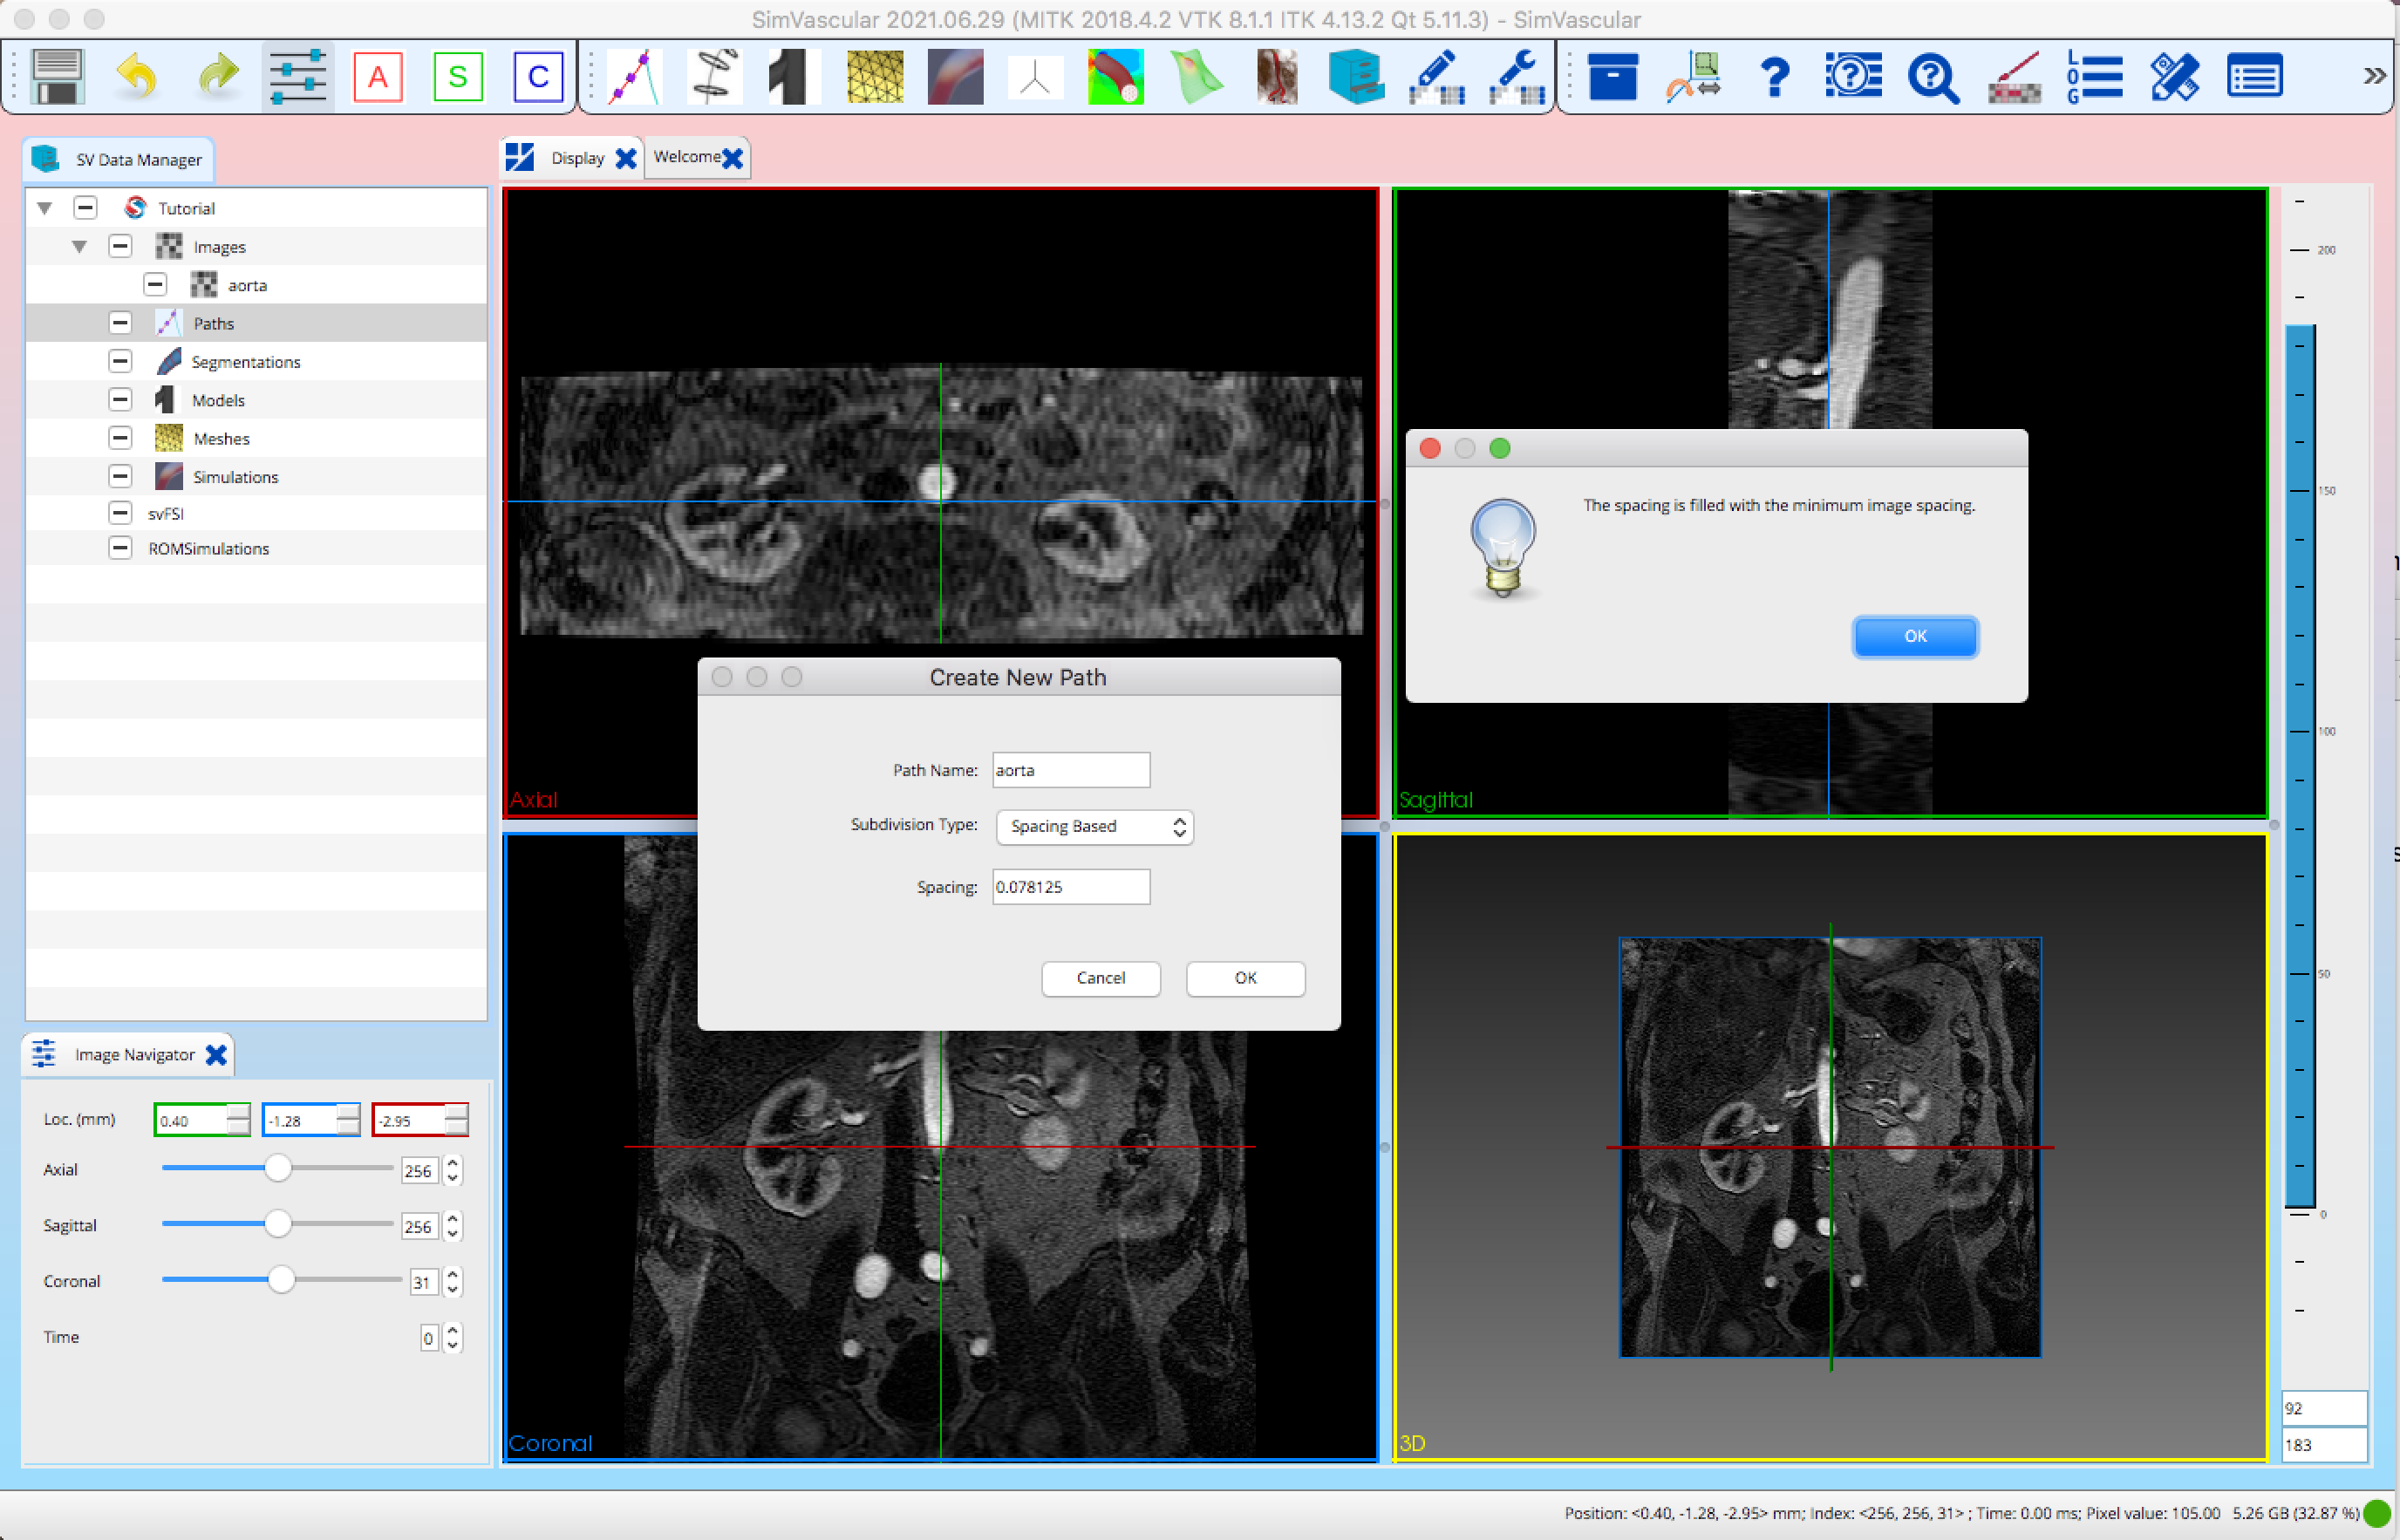 SimVascular 2021.06.29 (MITK 2018.4.2 VTK 8.1.1 ITK 4.13.2 Qt 5.11.3) - SimVascular
A S C
LOG
SV Data Manager
Display
Welcome
Tutorial
Images
aorta
Paths
Segmentations
Models
Meshes
Simulations
svFSI
ROMSimulations
Axial
Sagittal
The spacing is filled with the minimum image spacing.
OK
Create New Path
Path Name: aorta
Subdivision Type: Spacing Based
Spacing: 0.078125
Cancel OK
Coronal
3D
200
150
100
50
0
92
183
Image Navigator
Loc. (mm) 0.40 -1.28 -2.95
Axial 256
Sagittal 256
Coronal 31
Time 0
Position: <0.40, -1.28, -2.95> mm; Index: <256, 256, 31> ; Time: 0.00 ms; Pixel value: 105.00 5.26 GB (32.87 %)